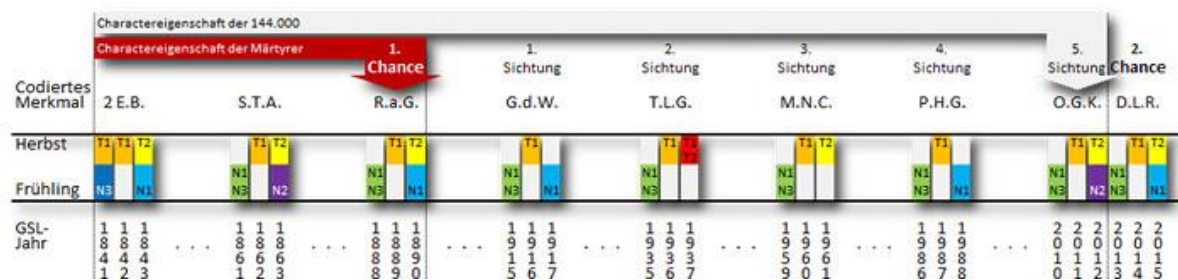 Charactereigenschaft der 144.000
Charactereigenschaft der Märtyrer
1. Chance
1. Sichtung
2. Sichtung
3. Sichtung
4. Sichtung
5. Sichtung
2. Chance
Codiertes Merkmal
2 E.B. S.T.A. R.a.G. G.d.W. T.L.G. M.N.C. P.H.G. O.G.K. D.L.R.
Herbst
T1 T1 T2 T1 T2 T1 T2 T1 T1 T1 T2 T1 T2 T1 T1 T2 T1 T2
Frühling
N3 N1 N1 N3 N2 N1 N3 N1 N1 N3 N1 N1 N3 N1 N3 N1 N3 N1 N1 N3 N2 N1 N3 N1
GSL-Jahr
1841 1842 1843 . . . . 1861 1862 1863 . . . . 1888 1889 1890 . . . . 1915 1916 1917 . . . . 1935 1936 1937 . . . . 1959 1960 1961 . . . . 1986 1987 1988 . . . . 2010 2011 2012 2013 2014 2015